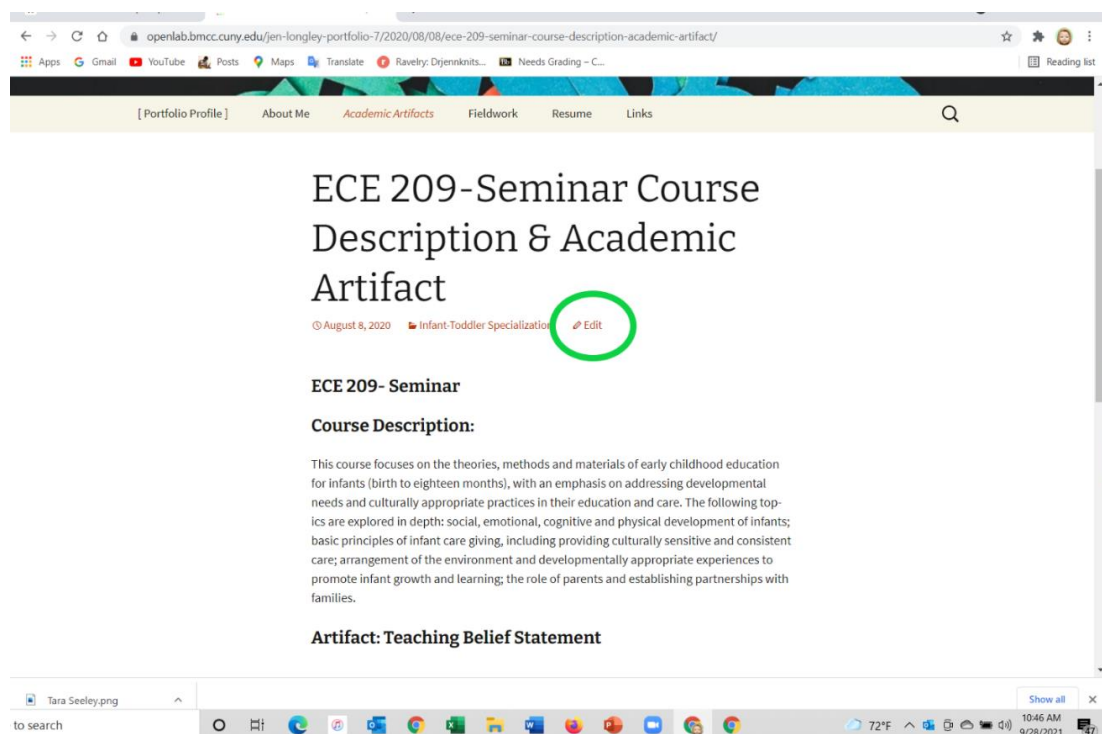 openlab.bmcc.cuny.edu/jen-longley-portfolio-7/2020/08/08/ece-209-seminar-course-description-academic-artifact/
Apps Gmail YouTube Posts Maps Translate Ravelry: Drjennknits... Needs Grading – C... Reading list
[ Portfolio Profile ] About Me Academic Artifacts Fieldwork Resume Links
ECE 209-Seminar Course
Description & Academic
Artifact
August 8, 2020 Infant-Toddler Specialization Edit
ECE 209- Seminar
Course Description:
This course focuses on the theories, methods and materials of early childhood education
for infants (birth to eighteen months), with an emphasis on addressing developmental
needs and culturally appropriate practices in their education and care. The following top-
ics are explored in depth: social, emotional, cognitive and physical development of infants;
basic principles of infant care giving, including providing culturally sensitive and consistent
care; arrangement of the environment and developmentally appropriate experiences to
promote infant growth and learning; the role of parents and establishing partnerships with
families.
Artifact: Teaching Belief Statement
Tara Seeley.png Show all
to search 72°F 10:46 AM
9/28/2021 47